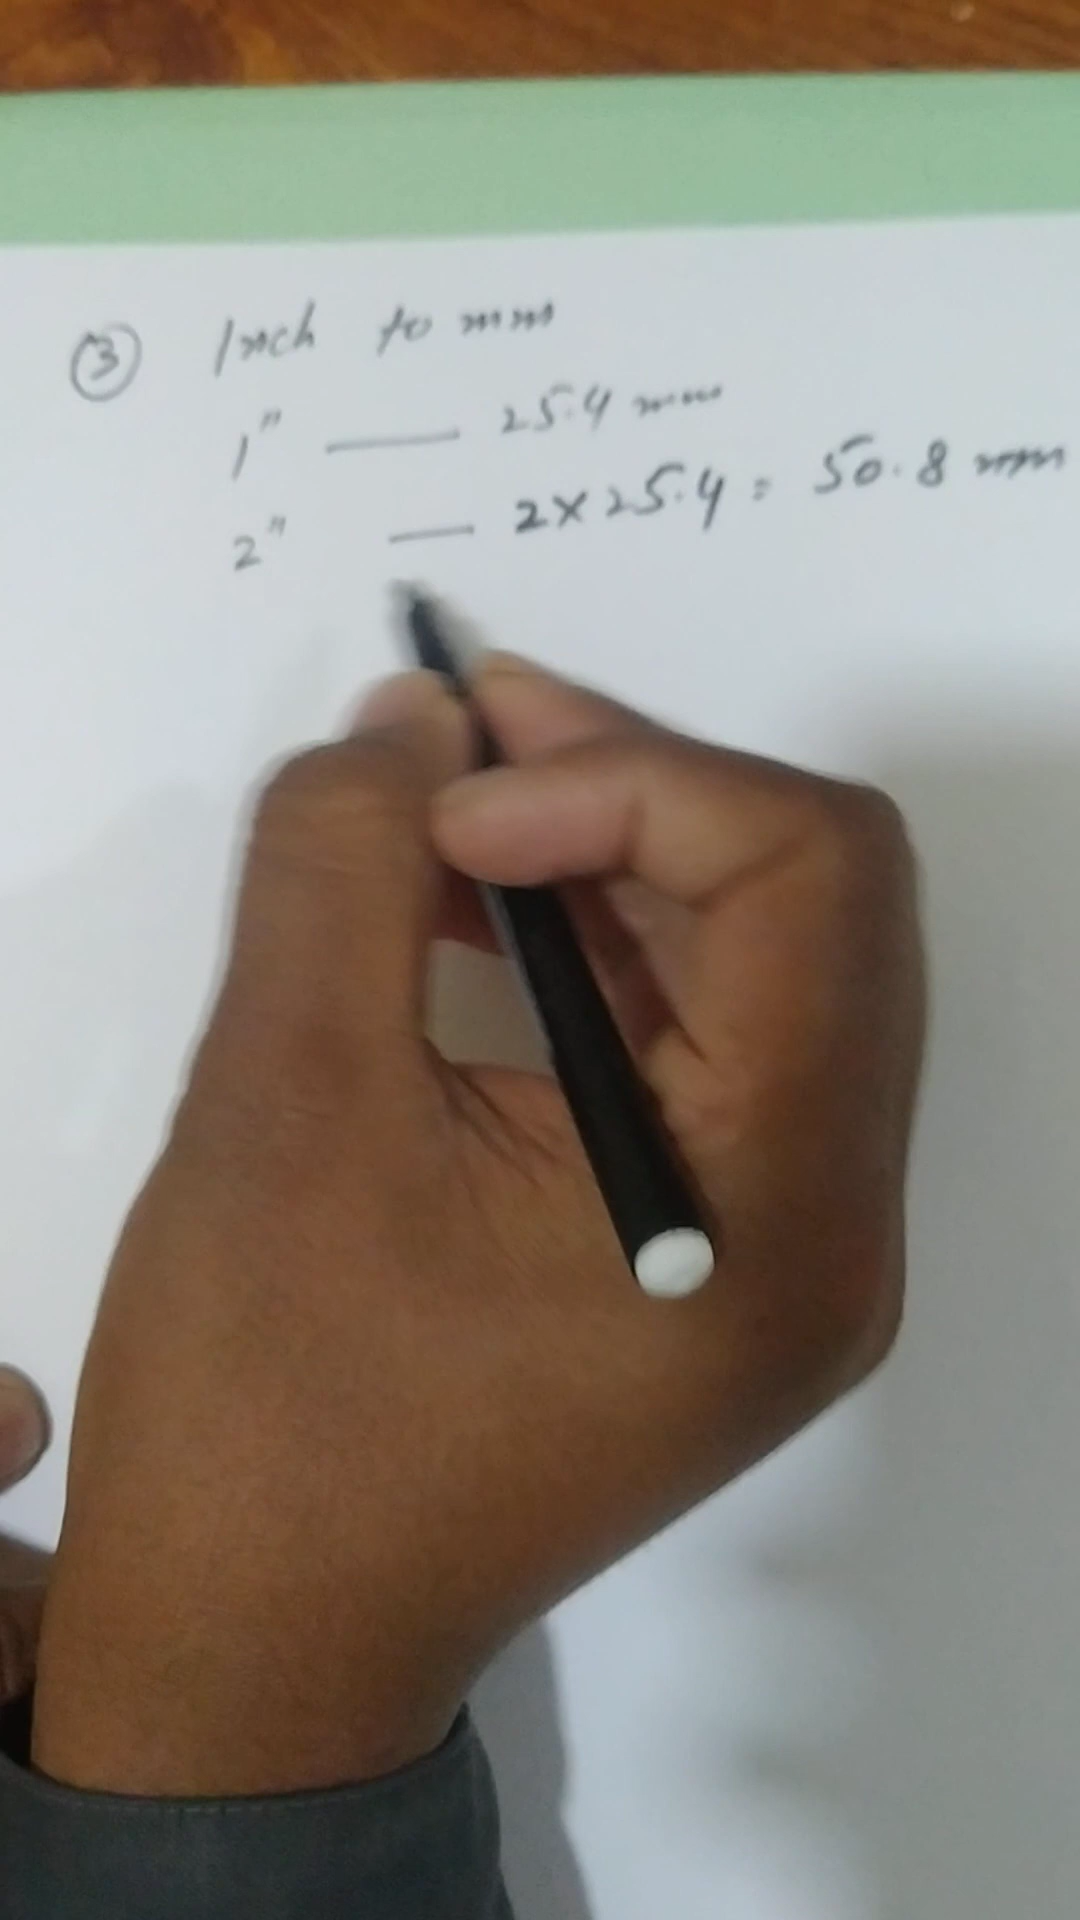 ③ Inch to mm
1" — 25.4 mm
2" — 2×25.4 = 50.8 mm